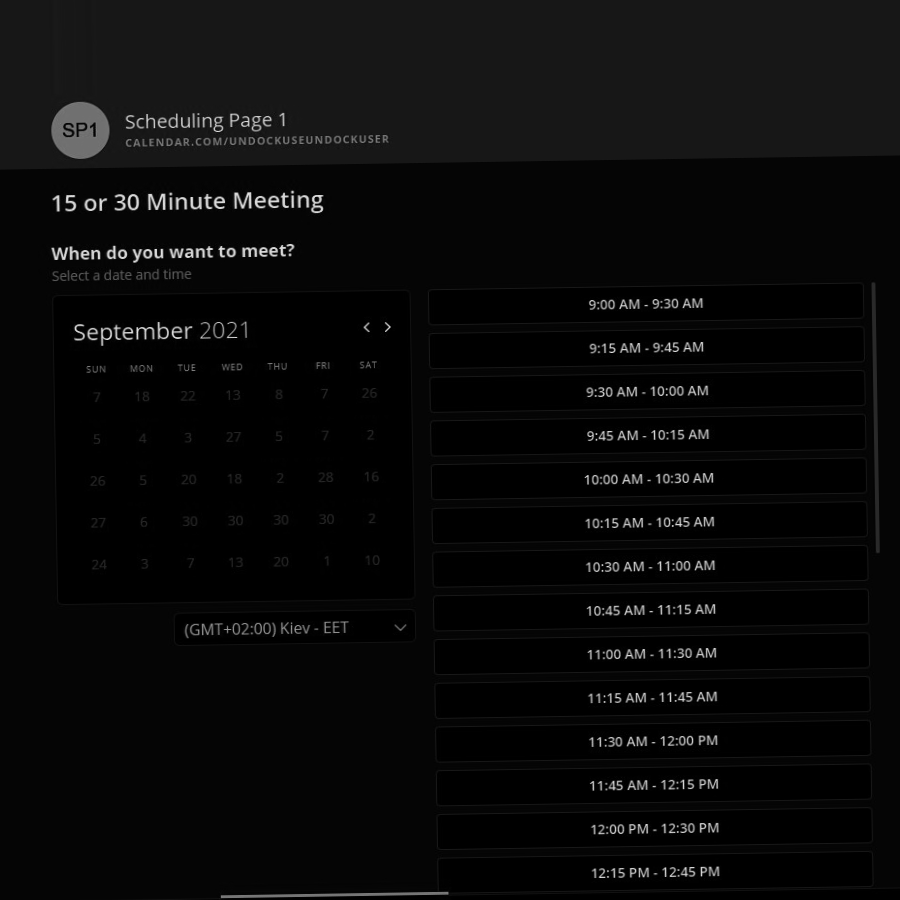 SP1
Scheduling Page 1
CALENDAR.COM/UNDOCKUSEUNDOCKUSER
15 or 30 Minute Meeting
When do you want to meet?
Select a date and time
September 2021
SUN MON TUE WED THU FRI SAT
7 18 22 13 8 7 26
5 4 3 27 5 7 2
26 5 20 18 2 28 16
27 6 30 30 30 30 2
24 3 7 13 20 1 10
(GMT+02:00) Kiev - EET
9:00 AM - 9:30 AM
9:15 AM - 9:45 AM
9:30 AM - 10:00 AM
9:45 AM - 10:15 AM
10:00 AM - 10:30 AM
10:15 AM - 10:45 AM
10:30 AM - 11:00 AM
10:45 AM - 11:15 AM
11:00 AM - 11:30 AM
11:15 AM - 11:45 AM
11:30 AM - 12:00 PM
11:45 AM - 12:15 PM
12:00 PM - 12:30 PM
12:15 PM - 12:45 PM